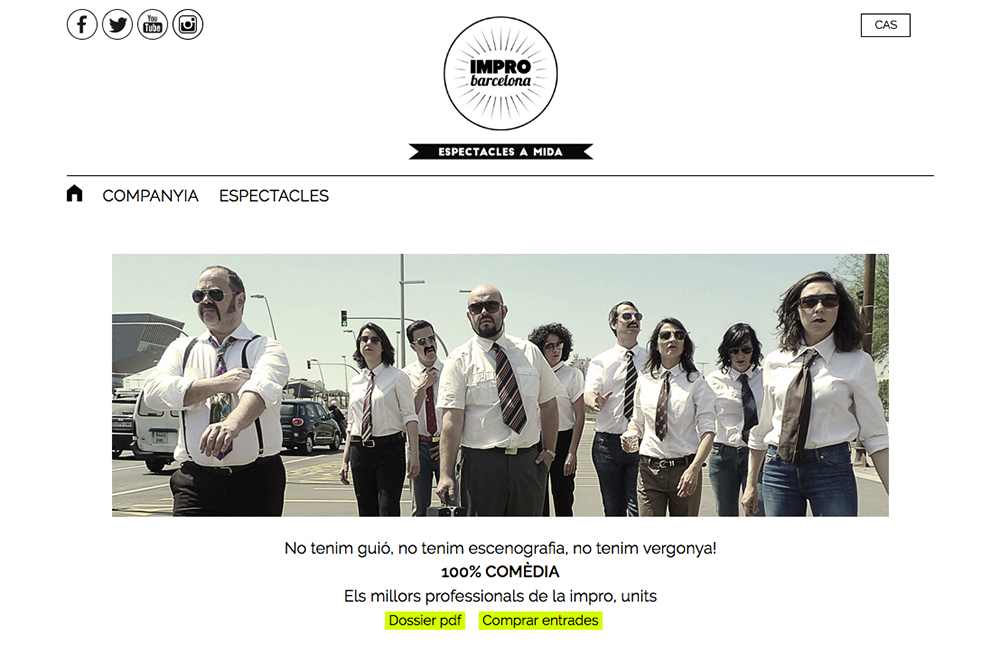 You
Tube
CAS
IMPRO
barcelona
ESPECTACLES A MIDA
COMPANYIA ESPECTACLES
No tenim guió, no tenim escenografia, no tenim vergonya!
100% COMÈDIA
Els millors professionals de la impro, units
Dossier pdf Comprar entrades